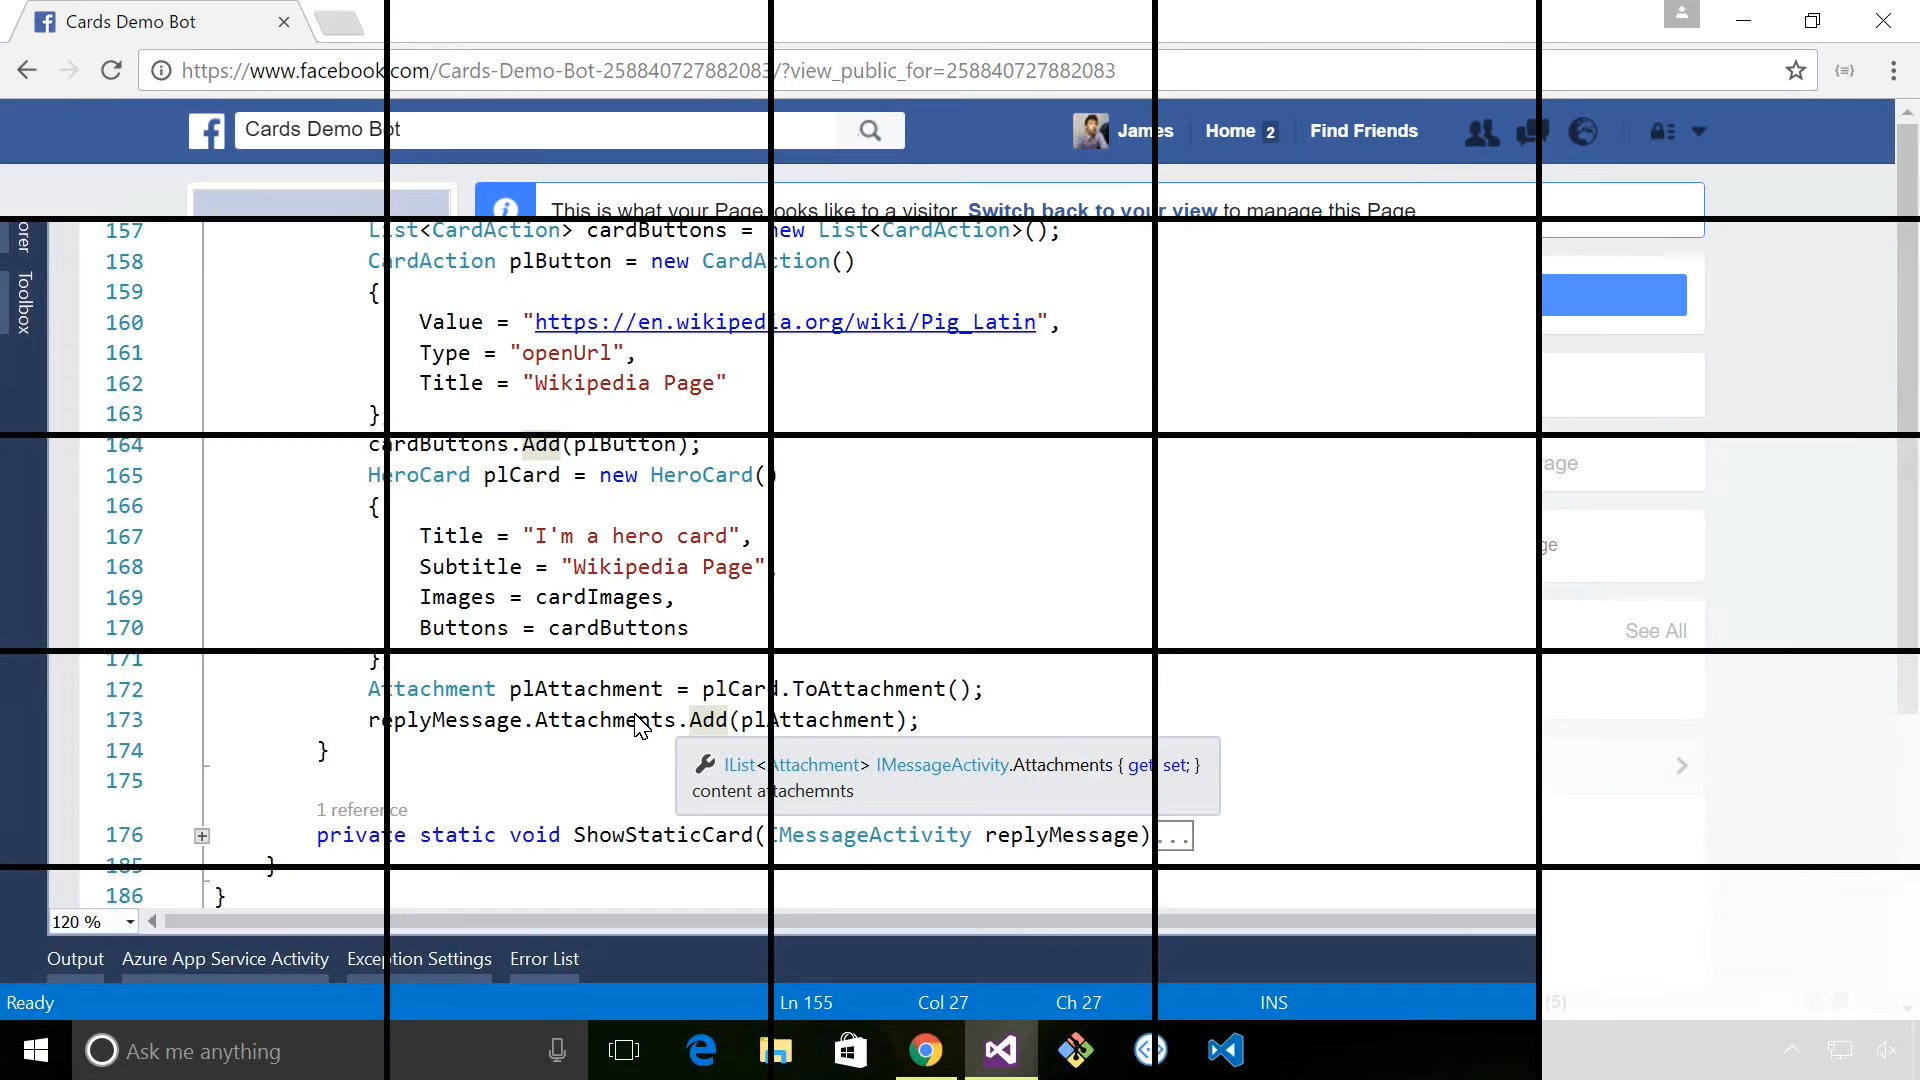 Cards Demo Bot
https://www.facebook.com/Cards-Demo-Bot-258840727882083/?view_public_for=258840727882083
Cards Demo Bot
James
Home 2
Find Friends
This is what your Page looks like to a visitor. Switch back to your view to manage this Page.
Toolbox
157 List<CardAction> cardButtons = new List<CardAction>();
158 CardAction plButton = new CardAction()
159 {
160 Value = "https://en.wikipedia.org/wiki/Pig_Latin",
161 Type = "openUrl",
162 Title = "Wikipedia Page"
163 }
164 cardButtons.Add(plButton);
165 HeroCard plCard = new HeroCard()
166 {
167 Title = "I'm a hero card",
168 Subtitle = "Wikipedia Page",
169 Images = cardImages,
170 Buttons = cardButtons
171 }
172 Attachment plAttachment = plCard.ToAttachment();
173 replyMessage.Attachments.Add(plAttachment);
174 }
IList<Attachment> IMessageActivity.Attachments { get; set; }
content attachemnts
175
1 reference
176 private static void ShowStaticCard(IMessageActivity replyMessage)...
185 }
186 }
See All
120 %
Output Azure App Service Activity Exception Settings Error List
Ready Ln 155 Col 27 Ch 27 INS
(5)
Ask me anything